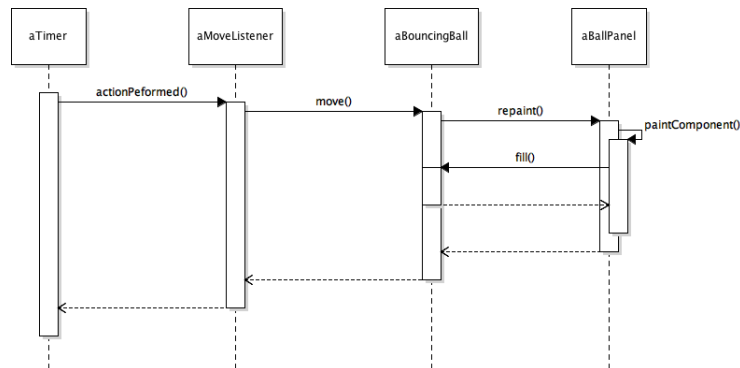 aTimer
aMoveListener
aBouncingBall
aBallPanel
actionPeformed()
move()
repaint()
paintComponent()
fill()